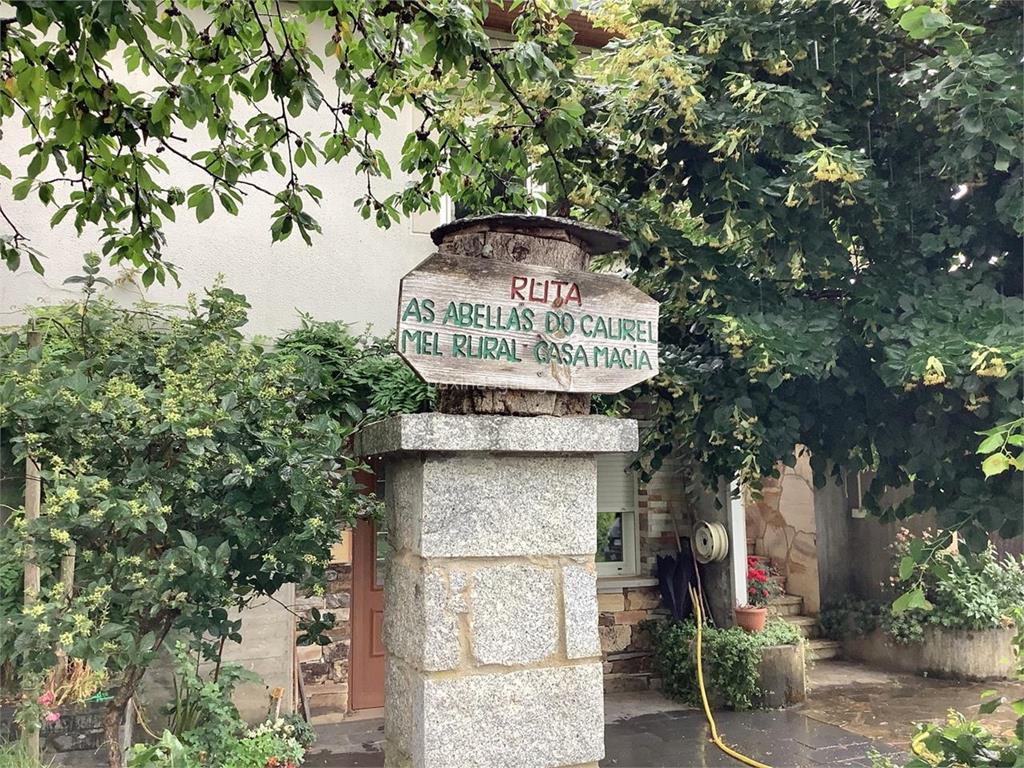 RUTA
AS ABELLAS DO CAUREL
MEL RURAL CASA MACIA